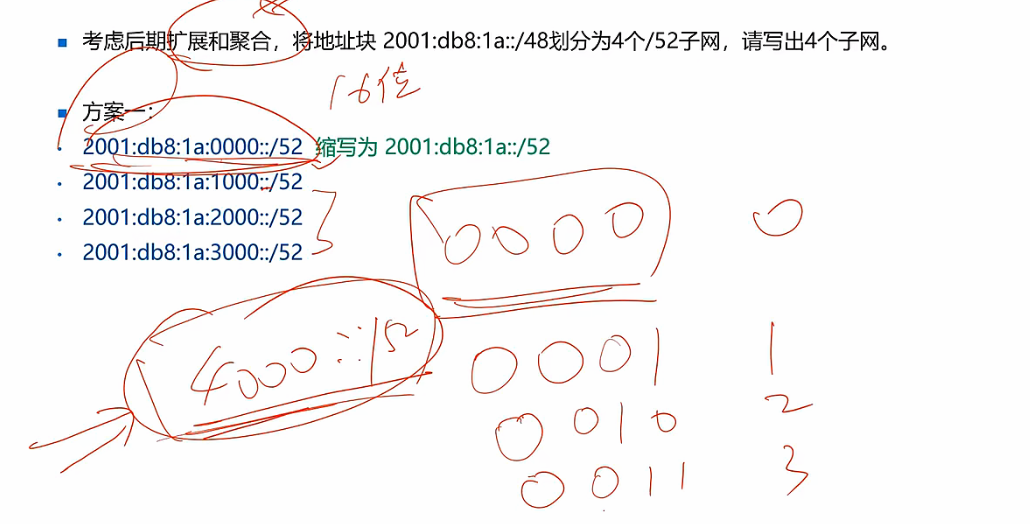 考虑后期扩展和聚合，将地址块 2001:db8:1a::/48划分为4个/52子网，请写出4个子网。
16位
方案一：
2001:db8:1a:0000::/52 缩写为 2001:db8:1a::/52
2001:db8:1a:1000::/52
2001:db8:1a:2000::/52
2001:db8:1a:3000::/52
0000 0
4000::/52
0001 1
0010 2
0011 3